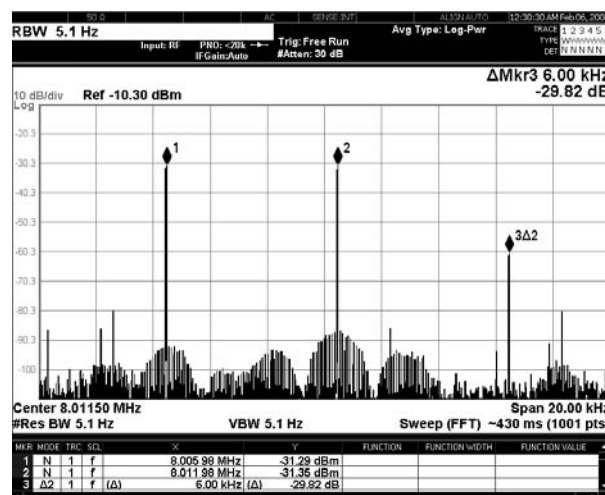 50 Ω AC SENSE:INT ALIGN AUTO 12:30:30 AM Feb 06, 200
RBW 5.1 Hz Avg Type: Log-Pwr TRACE 1 2 3 4 5
Input: RF PNO: <20k Trig: Free Run TYPE
IFGain:Auto #Atten: 30 dB DET N N N N N
ΔMkr3 6.00 kHz
-29.82 dB
10 dB/div Ref -10.30 dBm
Log
1
2
3Δ2
-20.3
-30.3
-40.3
-50.3
-60.3
-70.3
-80.3
-90.3
-100
Center 8.01150 MHz Span 20.00 kHz
#Res BW 5.1 Hz VBW 5.1 Hz Sweep (FFT) ~430 ms (1001 pts
MKR MODE TRC SCL X Y FUNCTION FUNCTION WIDTH FUNCTION VALUE
1 N 1 f 8.005 98 MHz -31.29 dBm
2 N 1 f 8.011 98 MHz -31.35 dBm
3 Δ2 1 f (Δ) 6.00 kHz (Δ) -29.82 dB